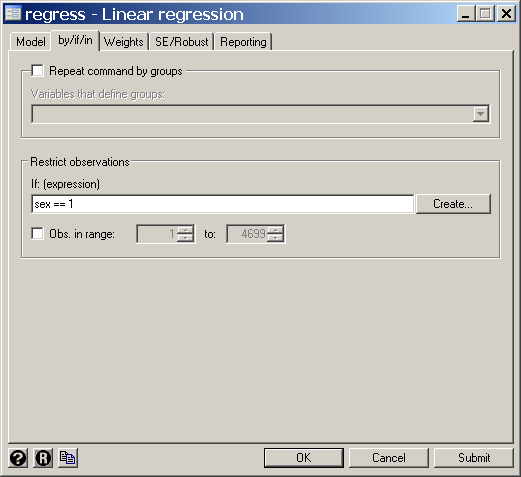 regress - Linear regression
Model by/if/in Weights SE/Robust Reporting
Repeat command by groups
Variables that define groups:
Restrict observations
If: (expression)
sex == 1 Create...
Obs. in range: 1 to: 4699
? R OK Cancel Submit